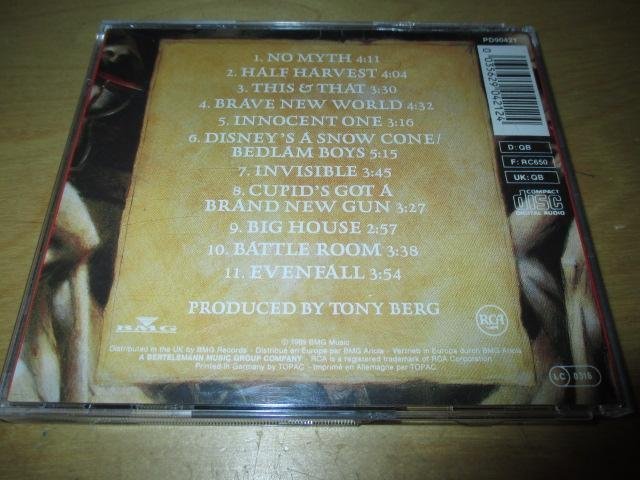 1. NO MYTH 4:11
2. HALF HARVEST 4:04
3. THIS & THAT 3:30
4. BRAVE NEW WORLD 4:32
5. INNOCENT ONE 3:16
6. DISNEY'S A SNOW CONE/
BEDLAM BOYS 5:15
7. INVISIBLE 3:45
8. CUPID'S GOT A
BRAND NEW GUN 3:27
9. BIG HOUSE 2:57
10. BATTLE ROOM 3:38
11. EVENFALL 3:54
PRODUCED BY TONY BERG
BMG
RCA
℗ 1989 BMG Music
Distributed in the UK by BMG Records - Distribué en Europe par BMG Ariola - Vertrieb in Europa durch BMG Ariola
A BERTELSMANN MUSIC GROUP COMPANY · RCA is a registered trademark of RCA Corporation
Printed in Germany by TOPAC - Imprimé en Allemagne par TOPAC
PD90421
0 035629 042124
D: QB
F: RC650
UK: QB
COMPACT
disc
DIGITAL AUDIO
LC 0316